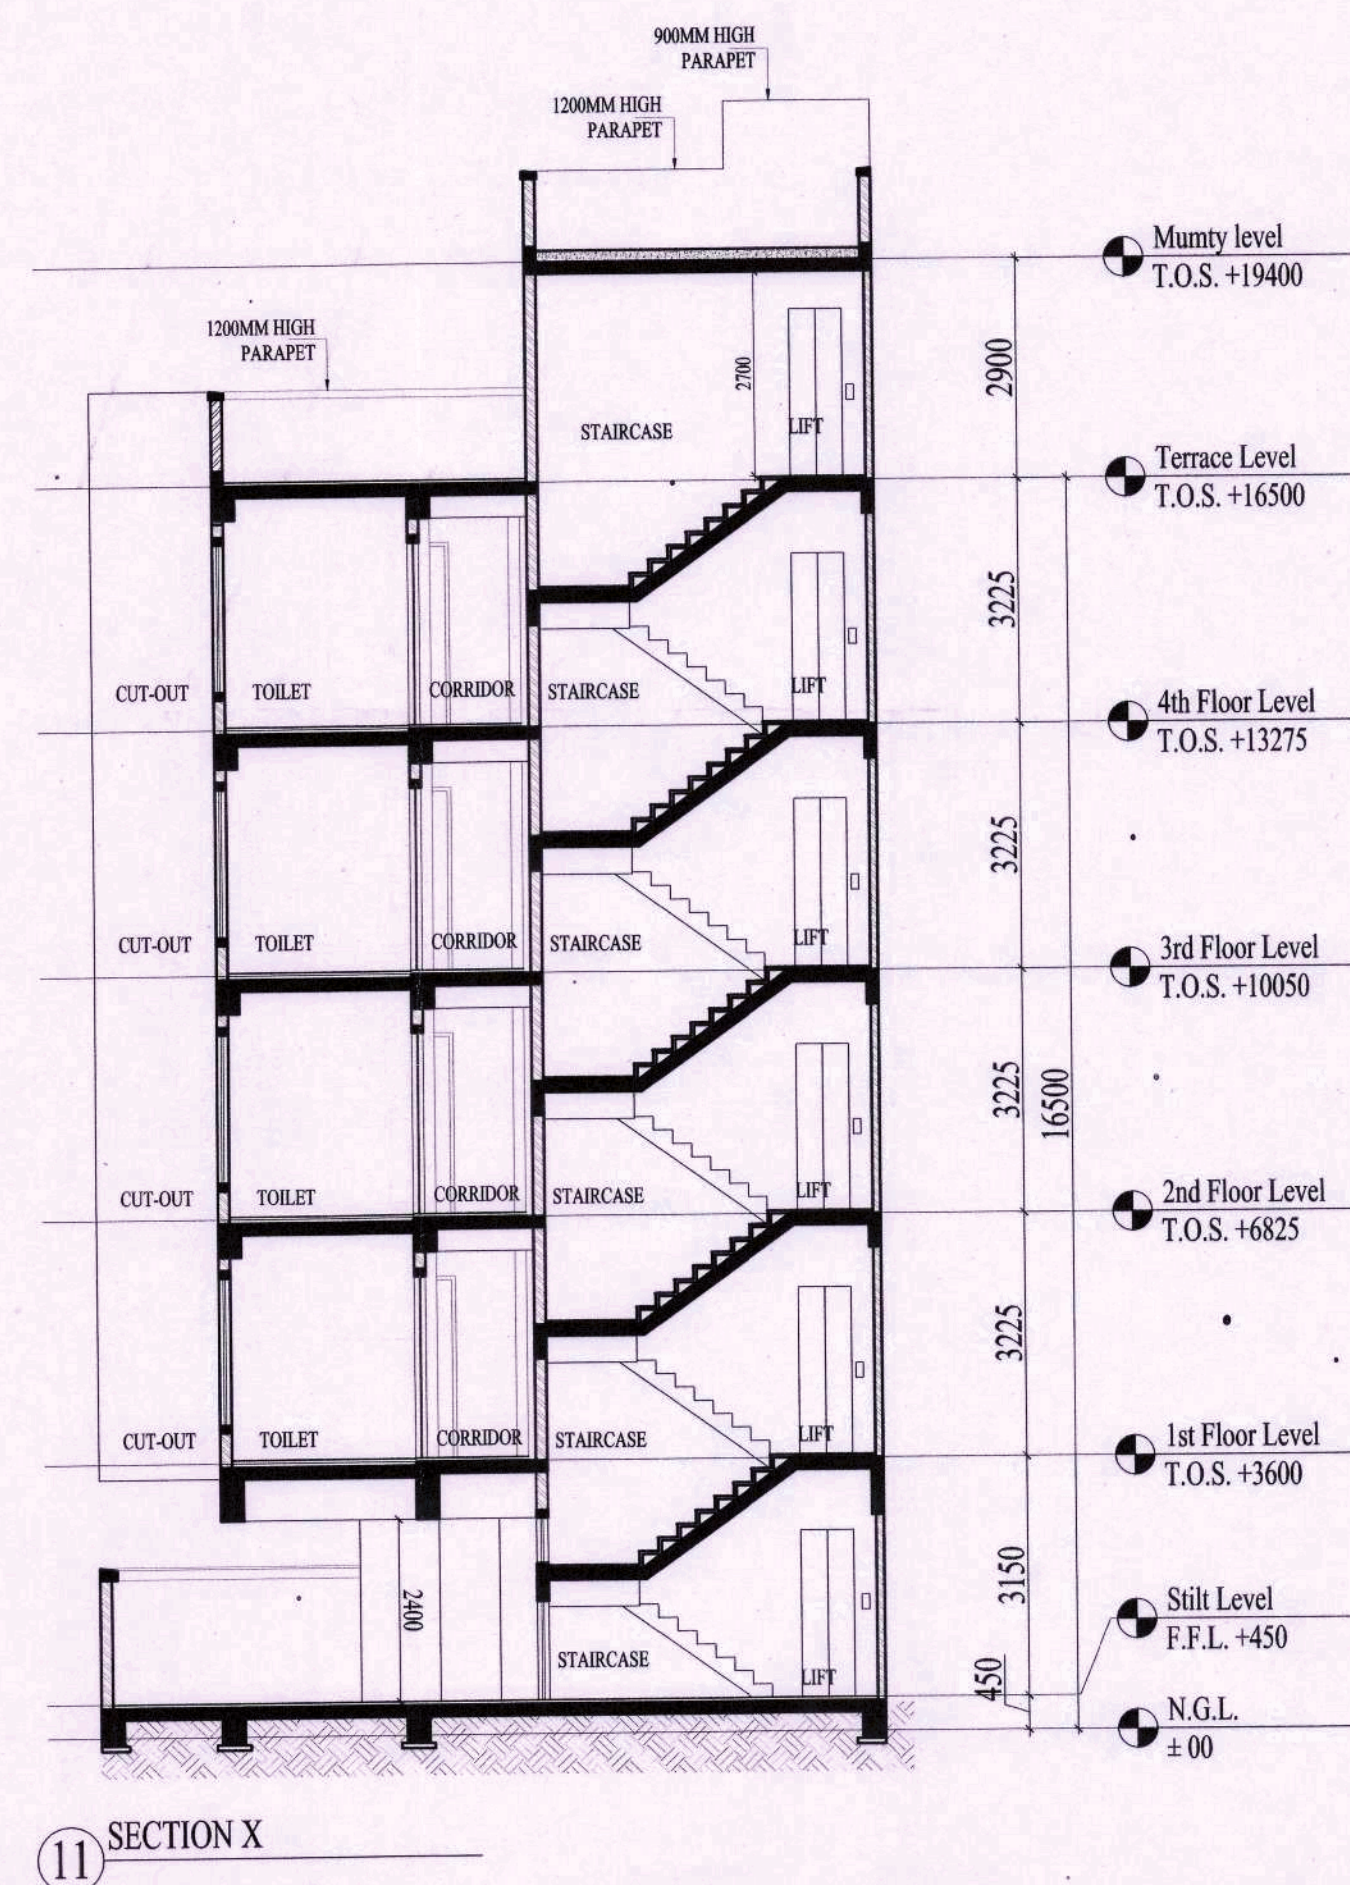 900MM HIGH
PARAPET
1200MM HIGH
PARAPET
Mumty level
T.O.S. +19400
1200MM HIGH
PARAPET
2900
2700
STAIRCASE
LIFT
Terrace Level
T.O.S. +16500
3225
CUT-OUT
TOILET
CORRIDOR
STAIRCASE
LIFT
4th Floor Level
T.O.S. +13275
3225
CUT-OUT
TOILET
CORRIDOR
STAIRCASE
LIFT
3rd Floor Level
T.O.S. +10050
3225
16500
CUT-OUT
TOILET
CORRIDOR
STAIRCASE
LIFT
2nd Floor Level
T.O.S. +6825
3225
CUT-OUT
TOILET
CORRIDOR
STAIRCASE
LIFT
1st Floor Level
T.O.S. +3600
3150
2400
Stilt Level
F.F.L. +450
STAIRCASE
LIFT
450
N.G.L.
± 00
11
SECTION X